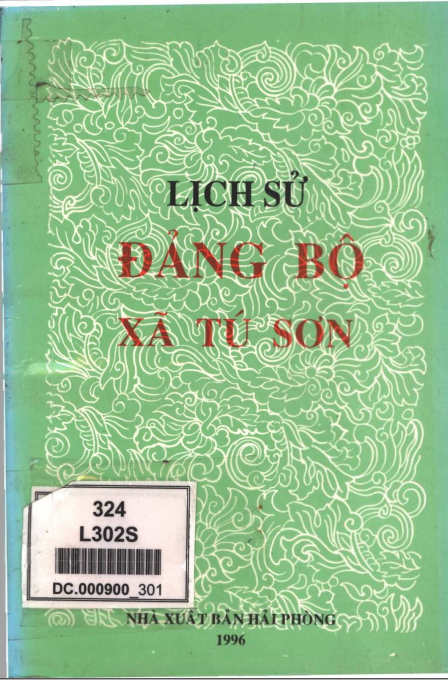 LỊCH SỬ
ĐẢNG BỘ
XÃ TÚ SƠN
324
L302S
DC.000900_301
NHÀ XUẤT BẢN HẢI PHÒNG
1996